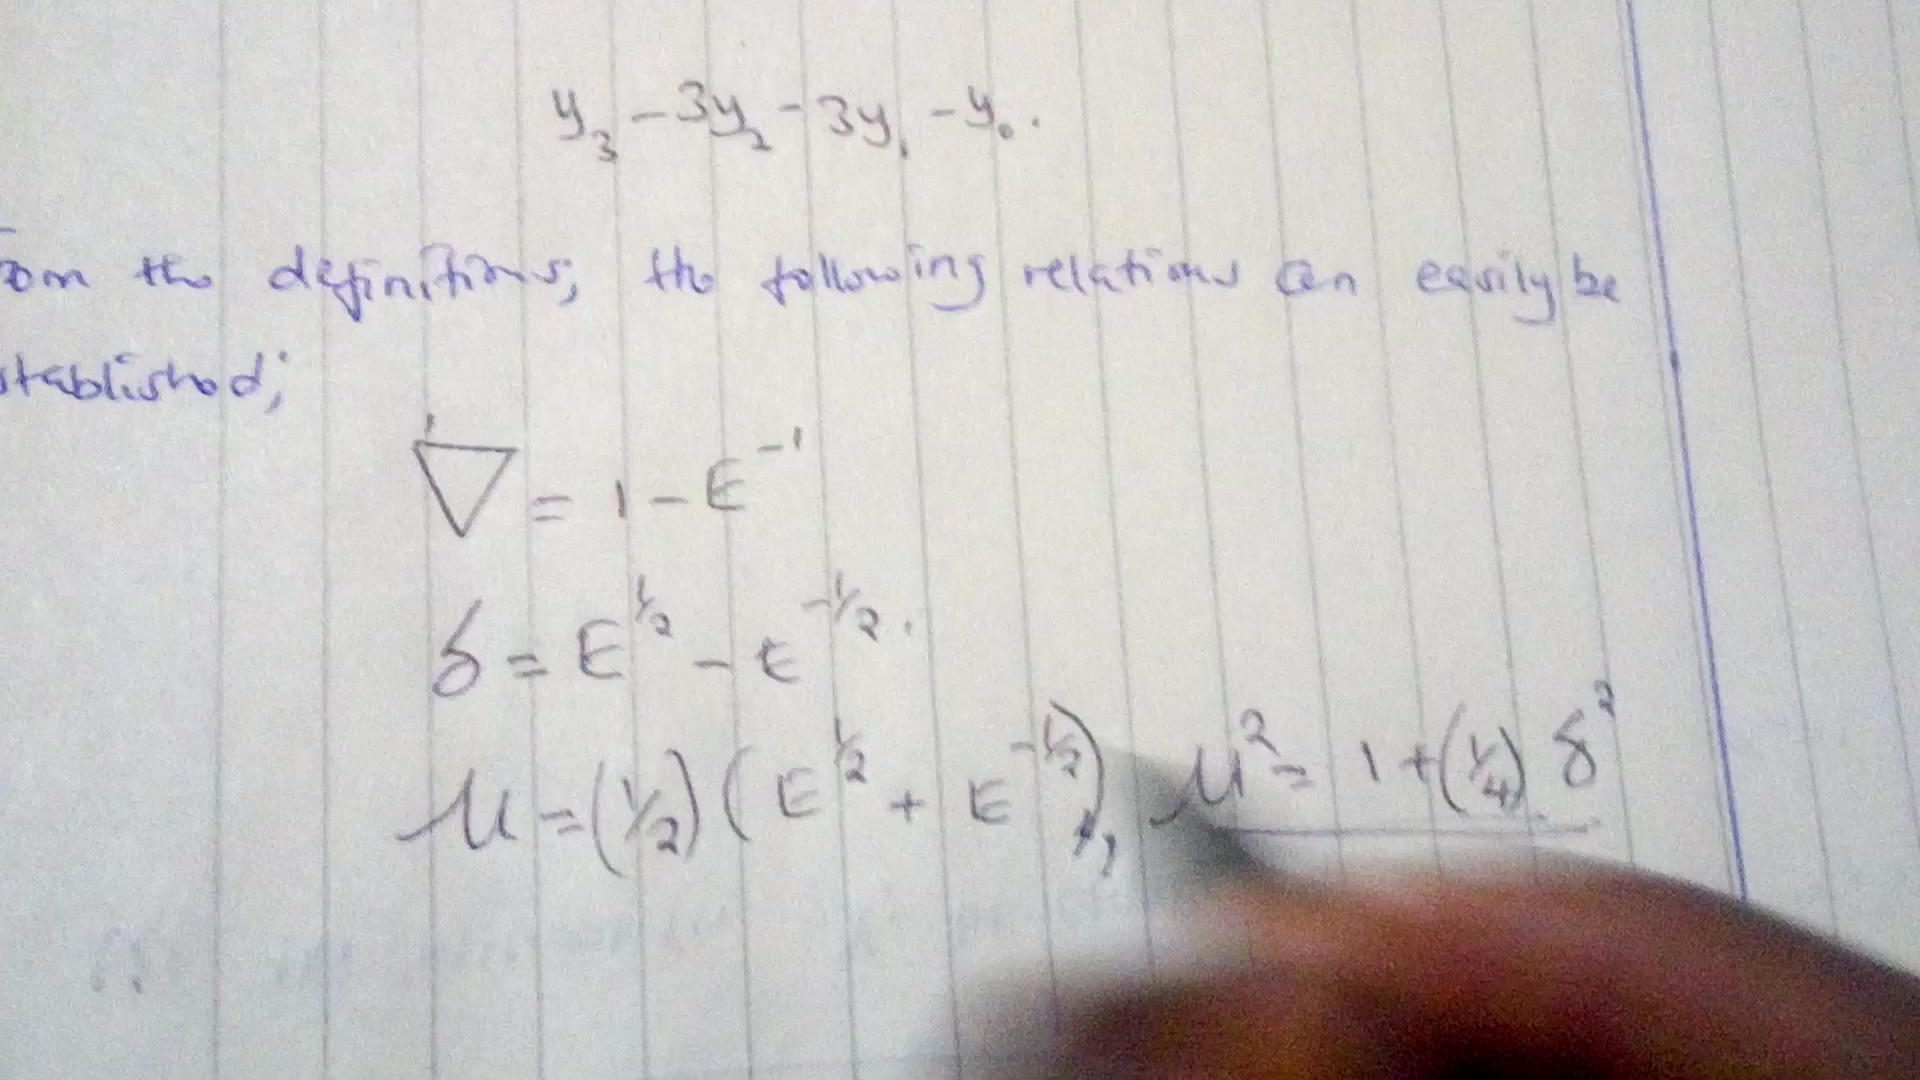 y₃ - 3y₂ - 3y₁ - y₀.
om the definitions, the following relations can easily be
stablished;
∇ = 1 - E⁻¹
δ = E^½ - E^-½.
μ = (½)(E^½ + E^-½), μ² = 1 + (¼) δ²